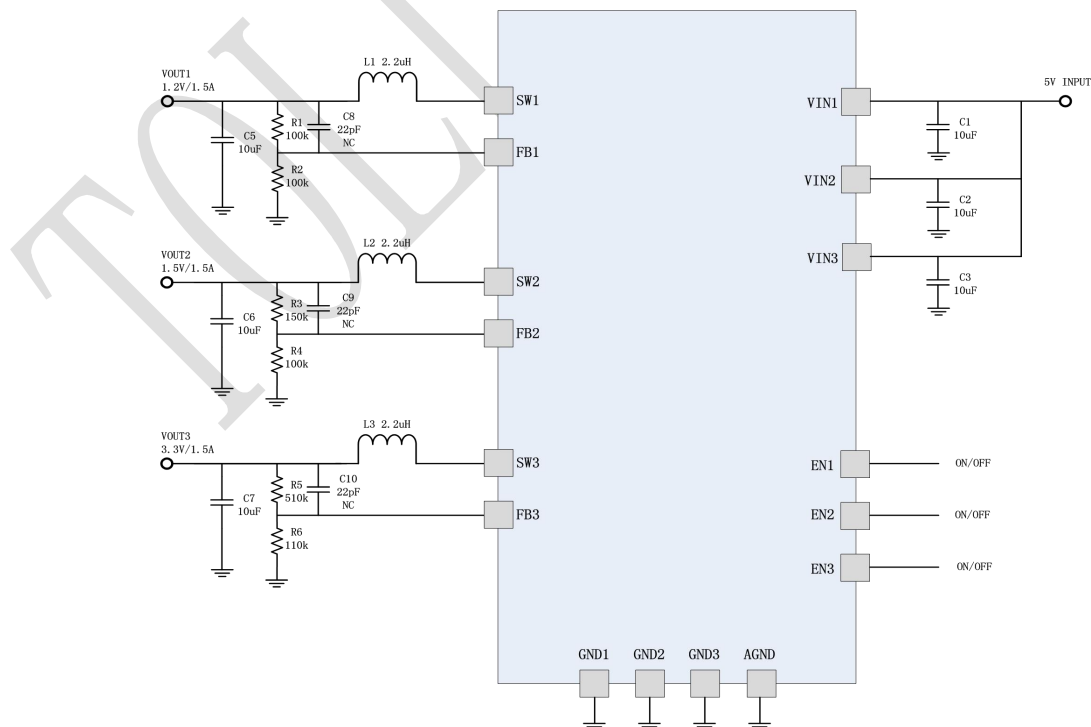 VOUT1
1.2V/1.5A
L1 2.2uH
C5
10uF
R1
100k
C8
22pF
NC
R2
100k
SW1
FB1
VOUT2
1.5V/1.5A
L2 2.2uH
C6
10uF
R3
150k
C9
22pF
NC
R4
100k
SW2
FB2
VOUT3
3.3V/1.5A
L3 2.2uH
C7
10uF
R5
510k
C10
22pF
NC
R6
110k
SW3
FB3
VIN1
VIN2
VIN3
5V INPUT
C1
10uF
C2
10uF
C3
10uF
EN1
ON/OFF
EN2
ON/OFF
EN3
ON/OFF
GND1
GND2
GND3
AGND